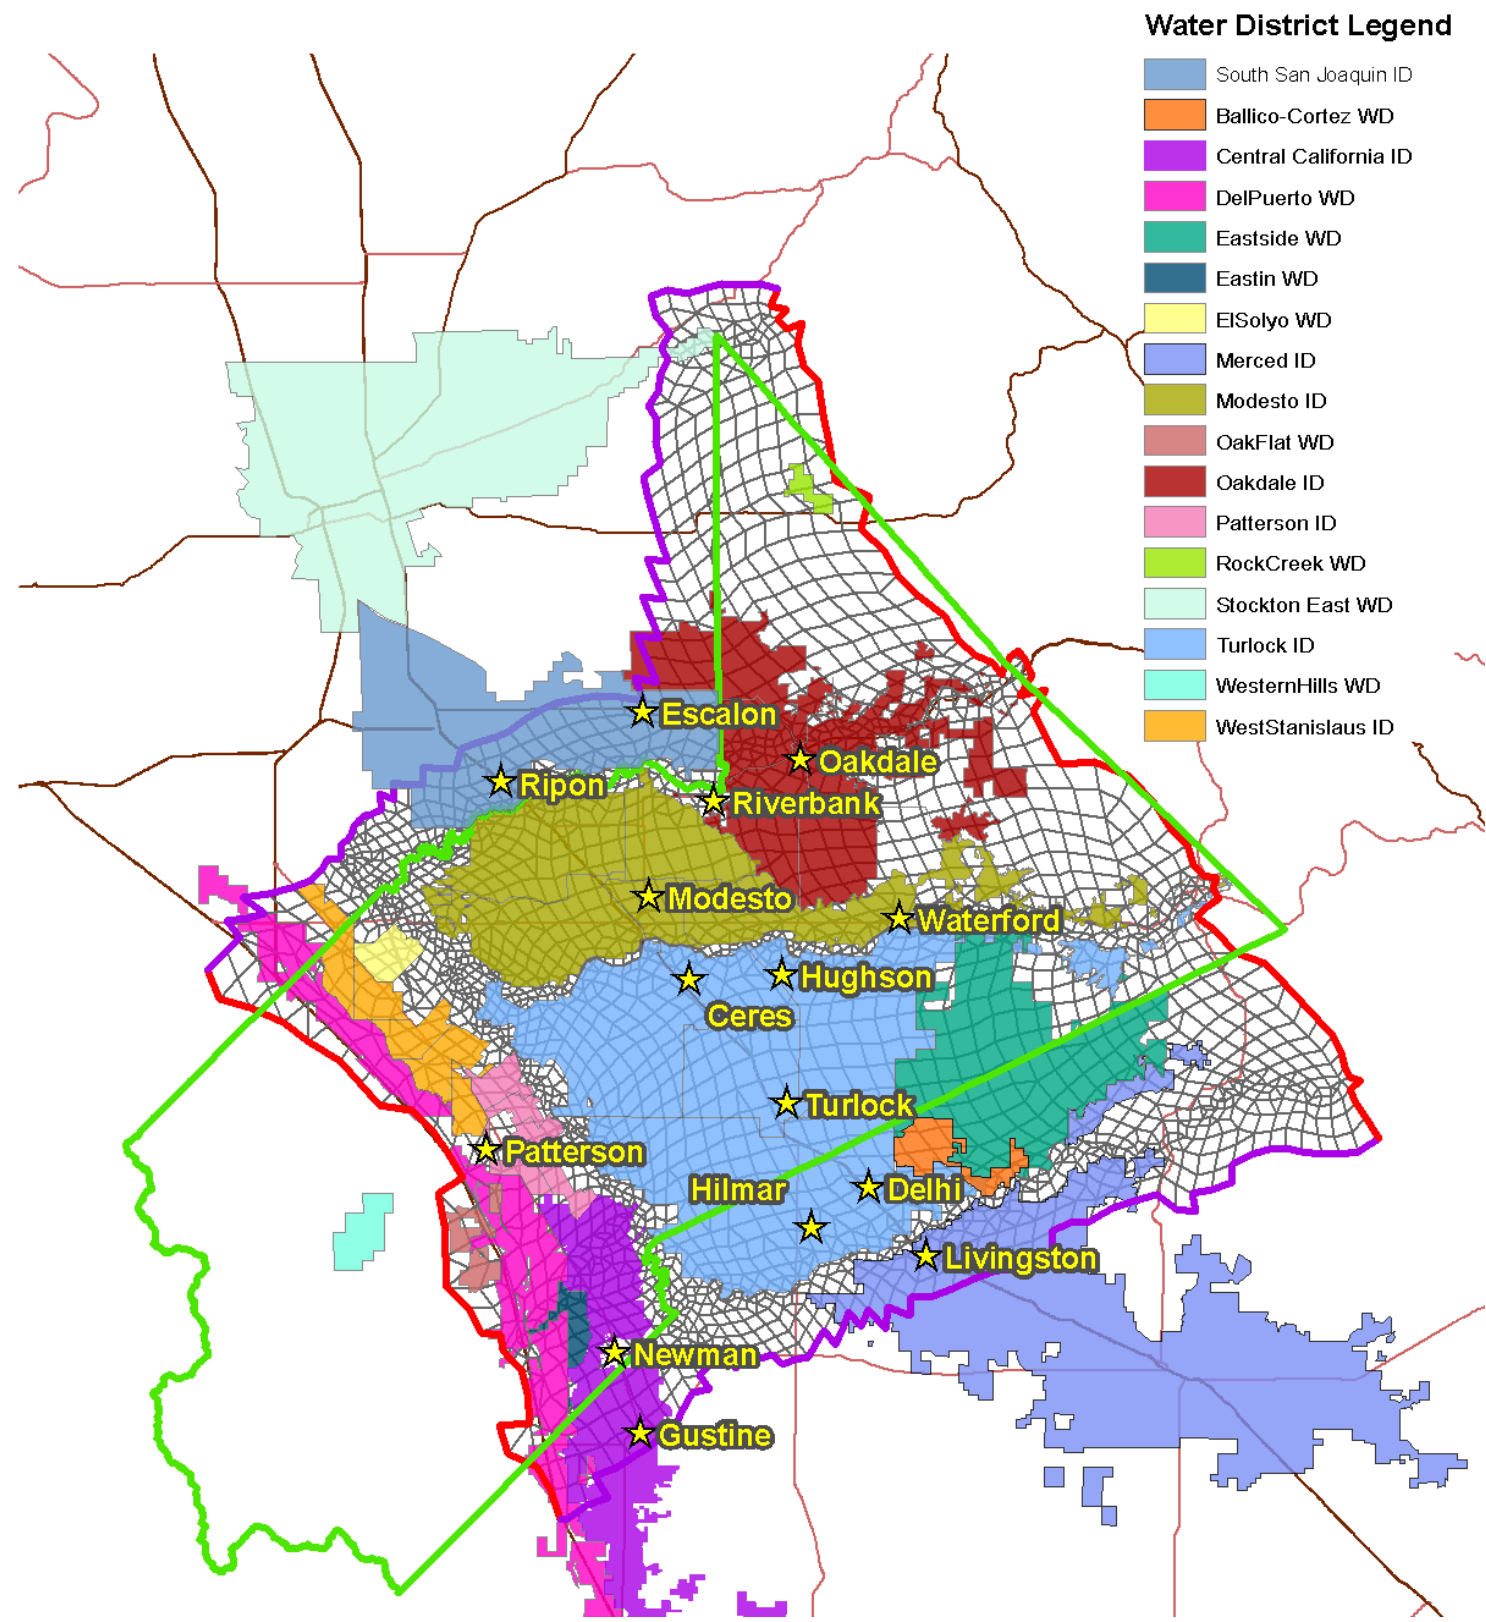 Water District Legend
South San Joaquin ID
Ballico-Cortez WD
Central California ID
DelPuerto WD
Eastside WD
Eastin WD
ElSolyo WD
Merced ID
Modesto ID
OakFlat WD
Oakdale ID
Patterson ID
RockCreek WD
Stockton East WD
Turlock ID
WesternHills WD
WestStanislaus ID
Escalon
Oakdale
Ripon
Riverbank
Modesto
Waterford
Hughson
Ceres
Turlock
Patterson
Hilmar
Delhi
Livingston
Newman
Gustine